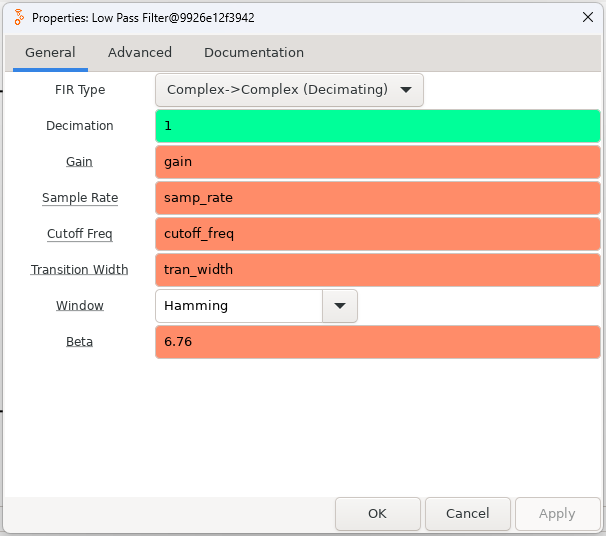 Properties: Low Pass Filter@9926e12f3942
General Advanced Documentation
FIR Type Complex->Complex (Decimating)
Decimation 1
Gain gain
Sample Rate samp_rate
Cutoff Freq cutoff_freq
Transition Width tran_width
Window Hamming
Beta 6.76
OK Cancel Apply